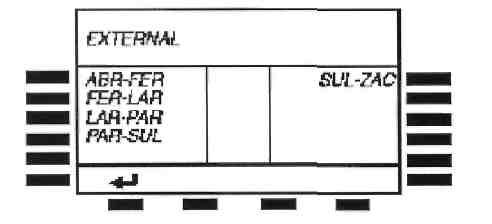 EXTERNAL
ABR-FER
FER-LAR
LAR-PAR
PAR-SUL
SUL-ZAC